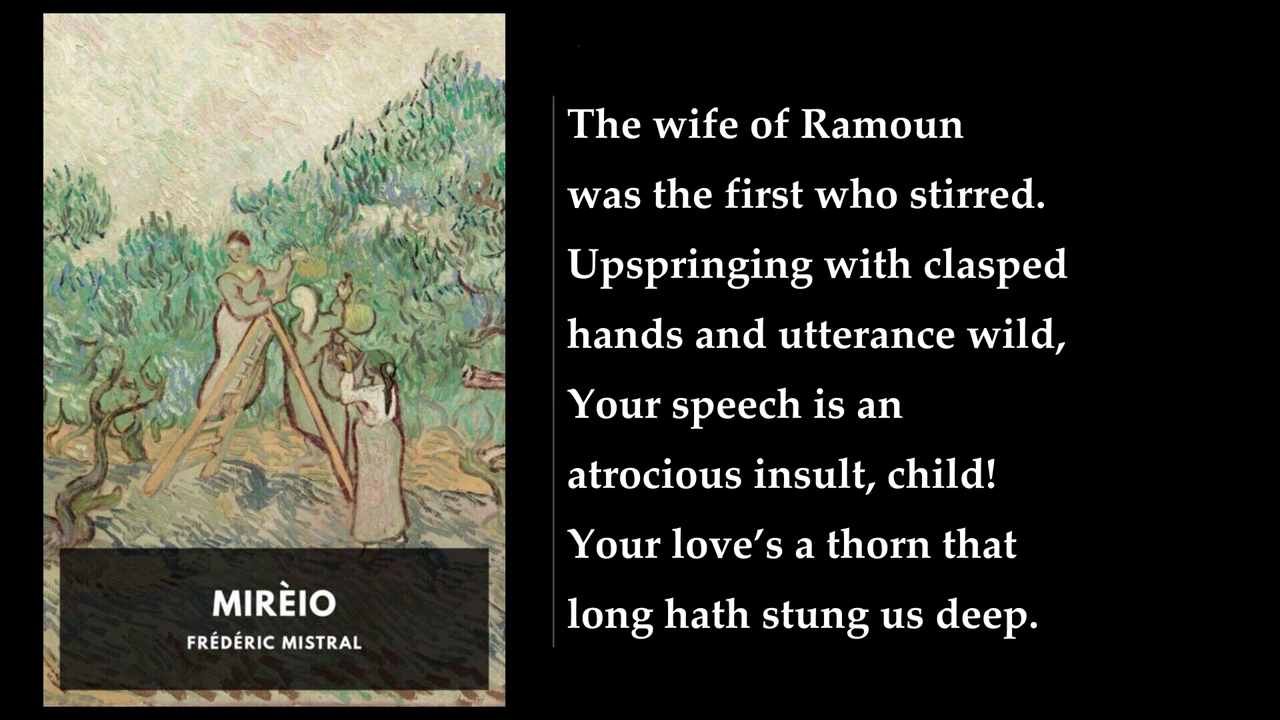 MIRÈIO
FRÉDÉRIC MISTRAL
The wife of Ramoun
was the first who stirred.
Upspringing with clasped
hands and utterance wild,
Your speech is an
atrocious insult, child!
Your love’s a thorn that
long hath stung us deep.